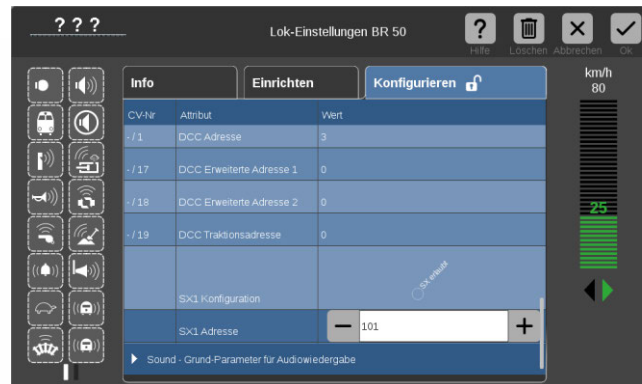 ? ? ?
Lok-Einstellungen BR 50
?
Hilfe
Löschen
Abbrechen
Ok
Info
Einrichten
Konfigurieren
km/h
80
CV-Nr Attribut Wert
- / 1 DCC Adresse 3
- / 17 DCC Erweiterte Adresse 1 0
- / 18 DCC Erweiterte Adresse 2 0
- / 19 DCC Traktionsadresse 0
25
SX erlaubt
SX1 Konfiguration
SX1 Adresse 101
Sound - Grund-Parameter für Audiowiedergabe